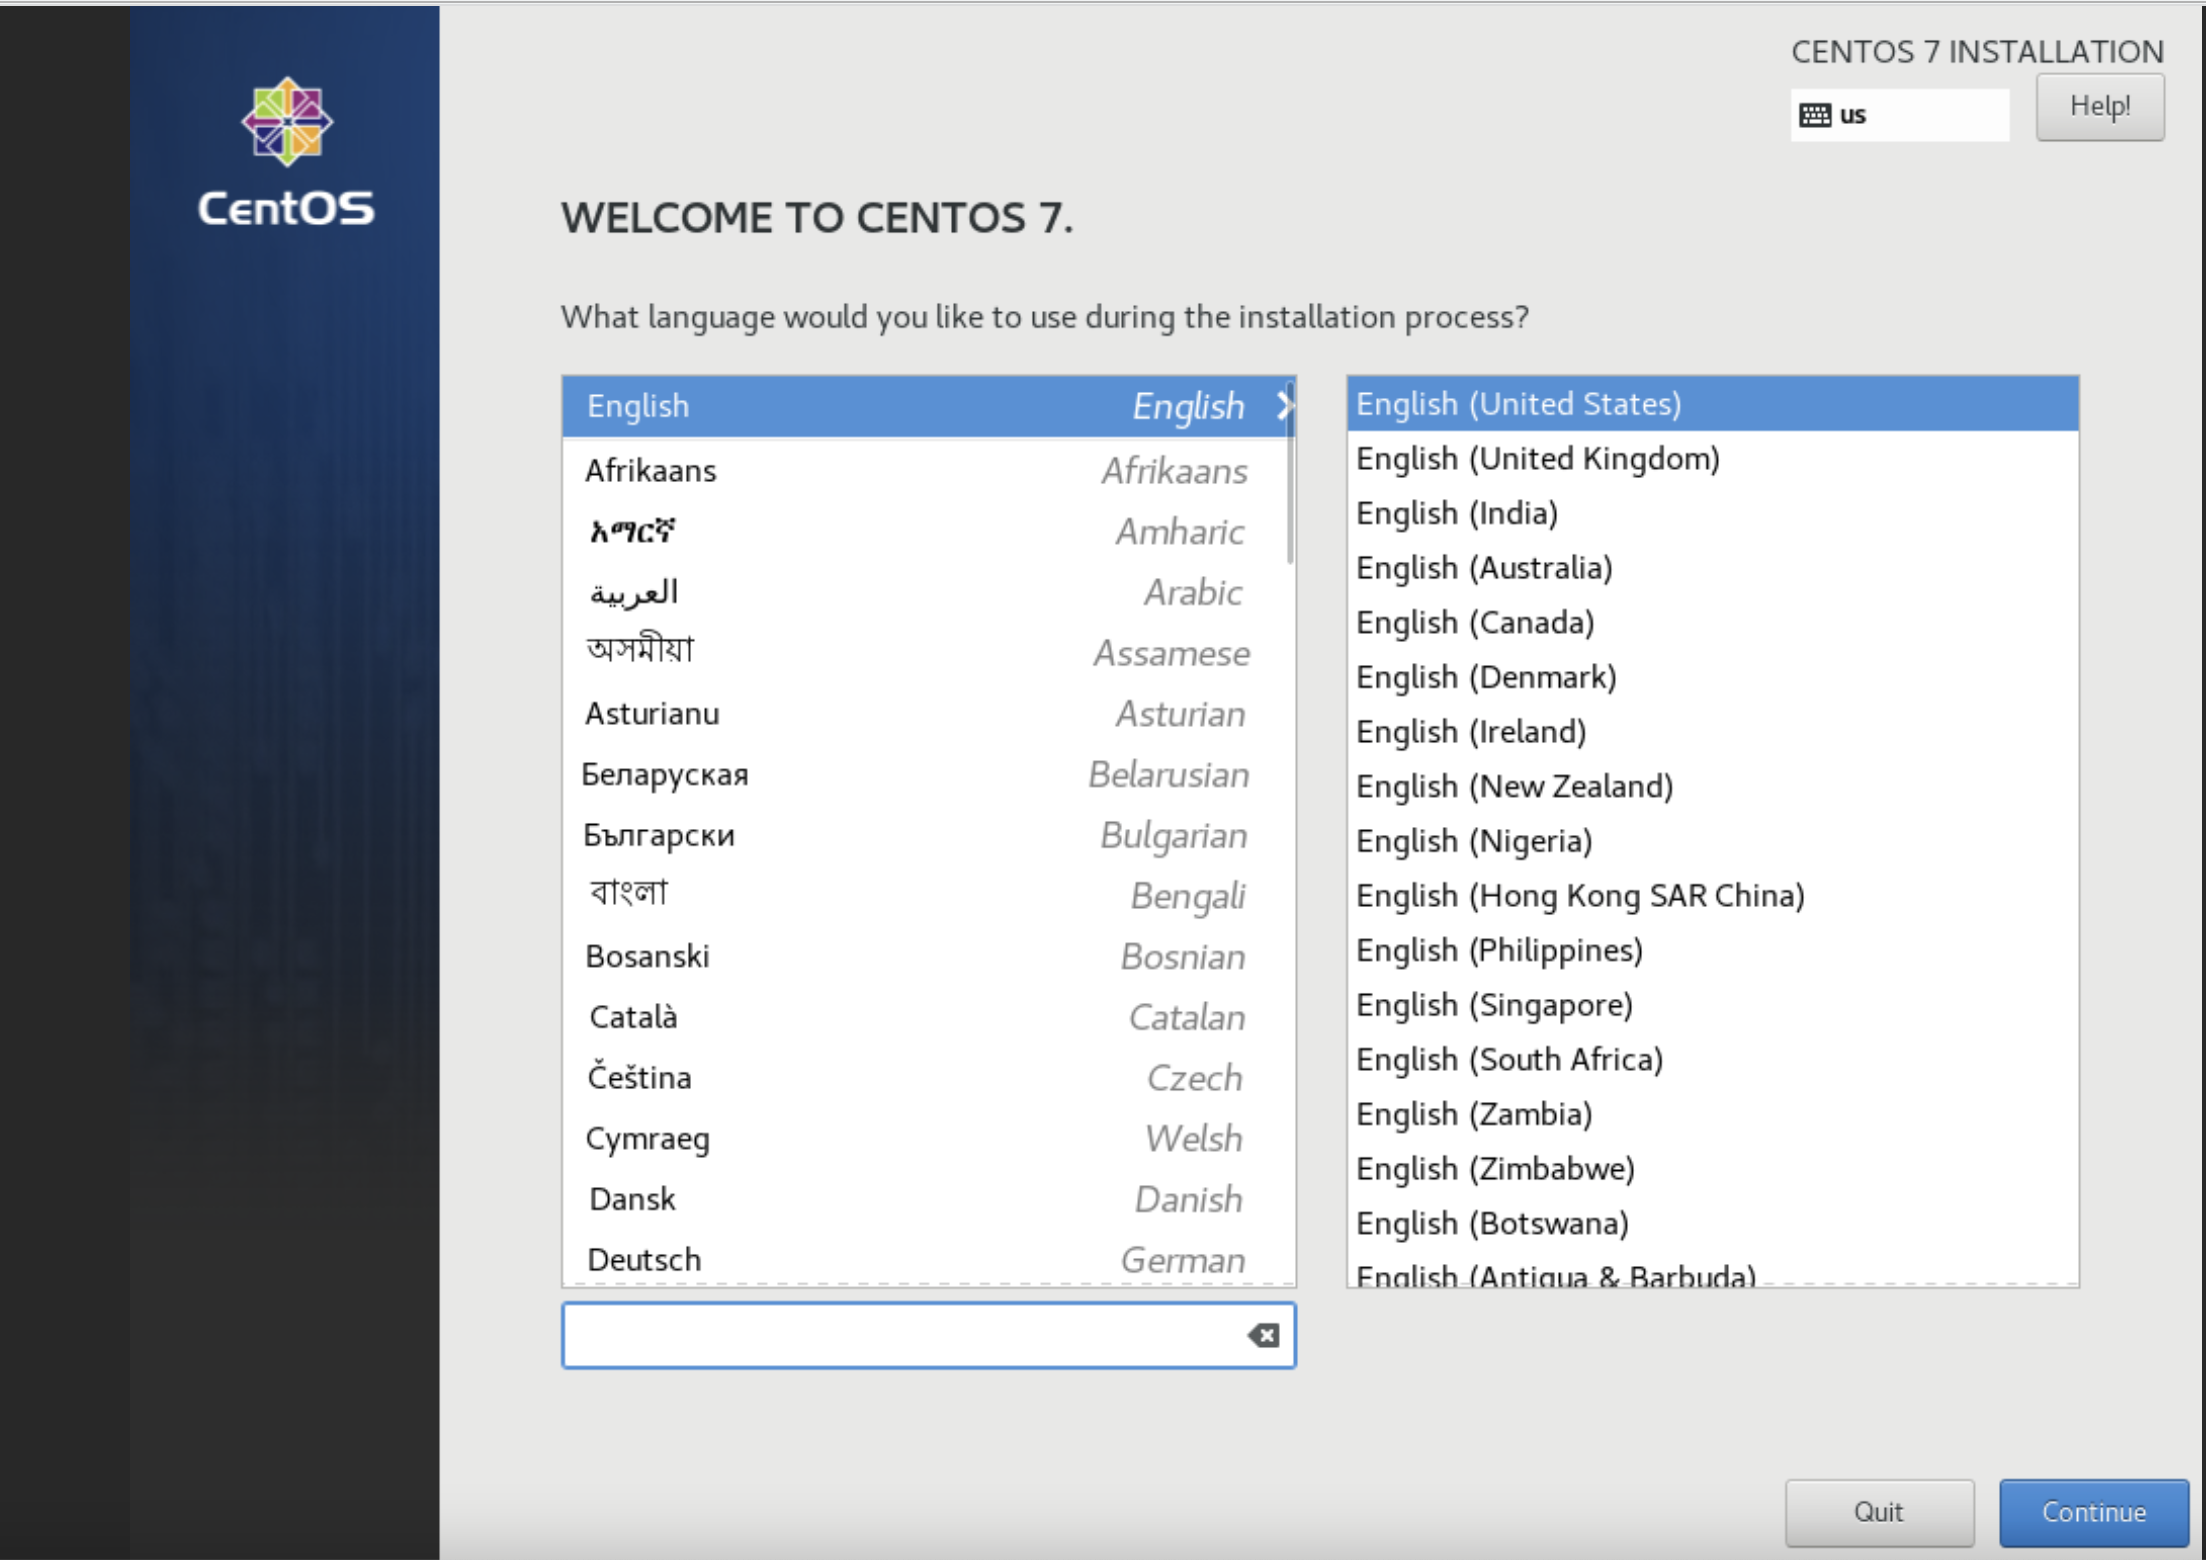 CentOS
CENTOS 7 INSTALLATION
us
Help!
WELCOME TO CENTOS 7.
What language would you like to use during the installation process?
English English
Afrikaans Afrikaans
አማርኛ Amharic
العربية Arabic
অসমীয়া Assamese
Asturianu Asturian
Беларуская Belarusian
Български Bulgarian
বাংলা Bengali
Bosanski Bosnian
Català Catalan
Čeština Czech
Cymraeg Welsh
Dansk Danish
Deutsch German
English (United States)
English (United Kingdom)
English (India)
English (Australia)
English (Canada)
English (Denmark)
English (Ireland)
English (New Zealand)
English (Nigeria)
English (Hong Kong SAR China)
English (Philippines)
English (Singapore)
English (South Africa)
English (Zambia)
English (Zimbabwe)
English (Botswana)
English (Antigua & Barbuda)
Quit
Continue